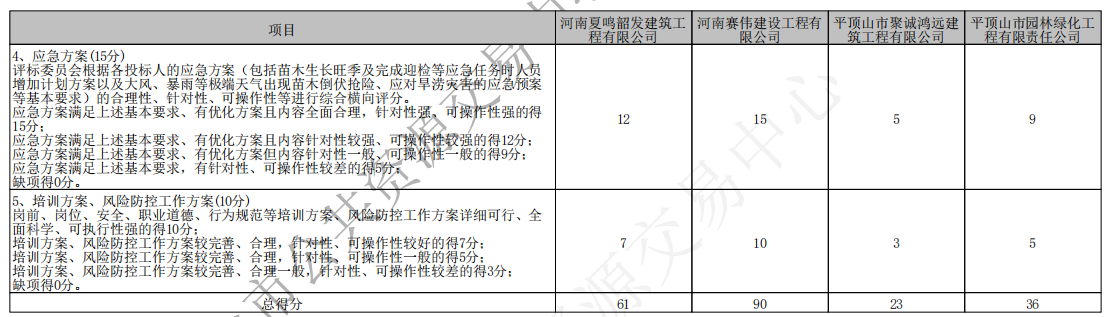 项目
河南夏鸣韶发建筑工
程有限公司
河南赛伟建设工程有
限公司
平顶山市聚诚鸿远建
筑工程有限公司
平顶山市园林绿化工
程有限责任公司
4、应急方案(15分)
评标委员会根据各投标人的应急方案（包括苗木生长旺季及完成迎检等应急任务时人员
增加计划方案以及大风、暴雨等极端天气出现苗木倒伏抢险、应对旱涝灾害的应急预案
等基本要求）的合理性、针对性、可操作性等进行综合横向评分。
应急方案满足上述基本要求、有优化方案且内容全面合理，针对性强、可操作性强的得
15分；
应急方案满足上述基本要求、有优化方案且内容针对性较强、可操作性较强的得12分；
应急方案满足上述基本要求、有优化方案但内容针对性一般、可操作性一般的得9分；
应急方案满足上述基本要求，有针对性、可操作性较差的得5分；
缺项得0分。
12
15
5
9
5、培训方案、风险防控工作方案(10分)
岗前、岗位、安全、职业道德、行为规范等培训方案、风险防控工作方案详细可行、全
面科学、可执行性强的得10分；
培训方案、风险防控工作方案较完善、合理，针对性、可操作性较好的得7分；
培训方案、风险防控工作方案较完善、合理，针对性、可操作性一般的得5分；
培训方案、风险防控工作方案较完善、合理一般，针对性、可操作性较差的得3分；
缺项得0分。
7
10
3
5
总得分
61
90
23
36
市公共资源交易中
源交易中心